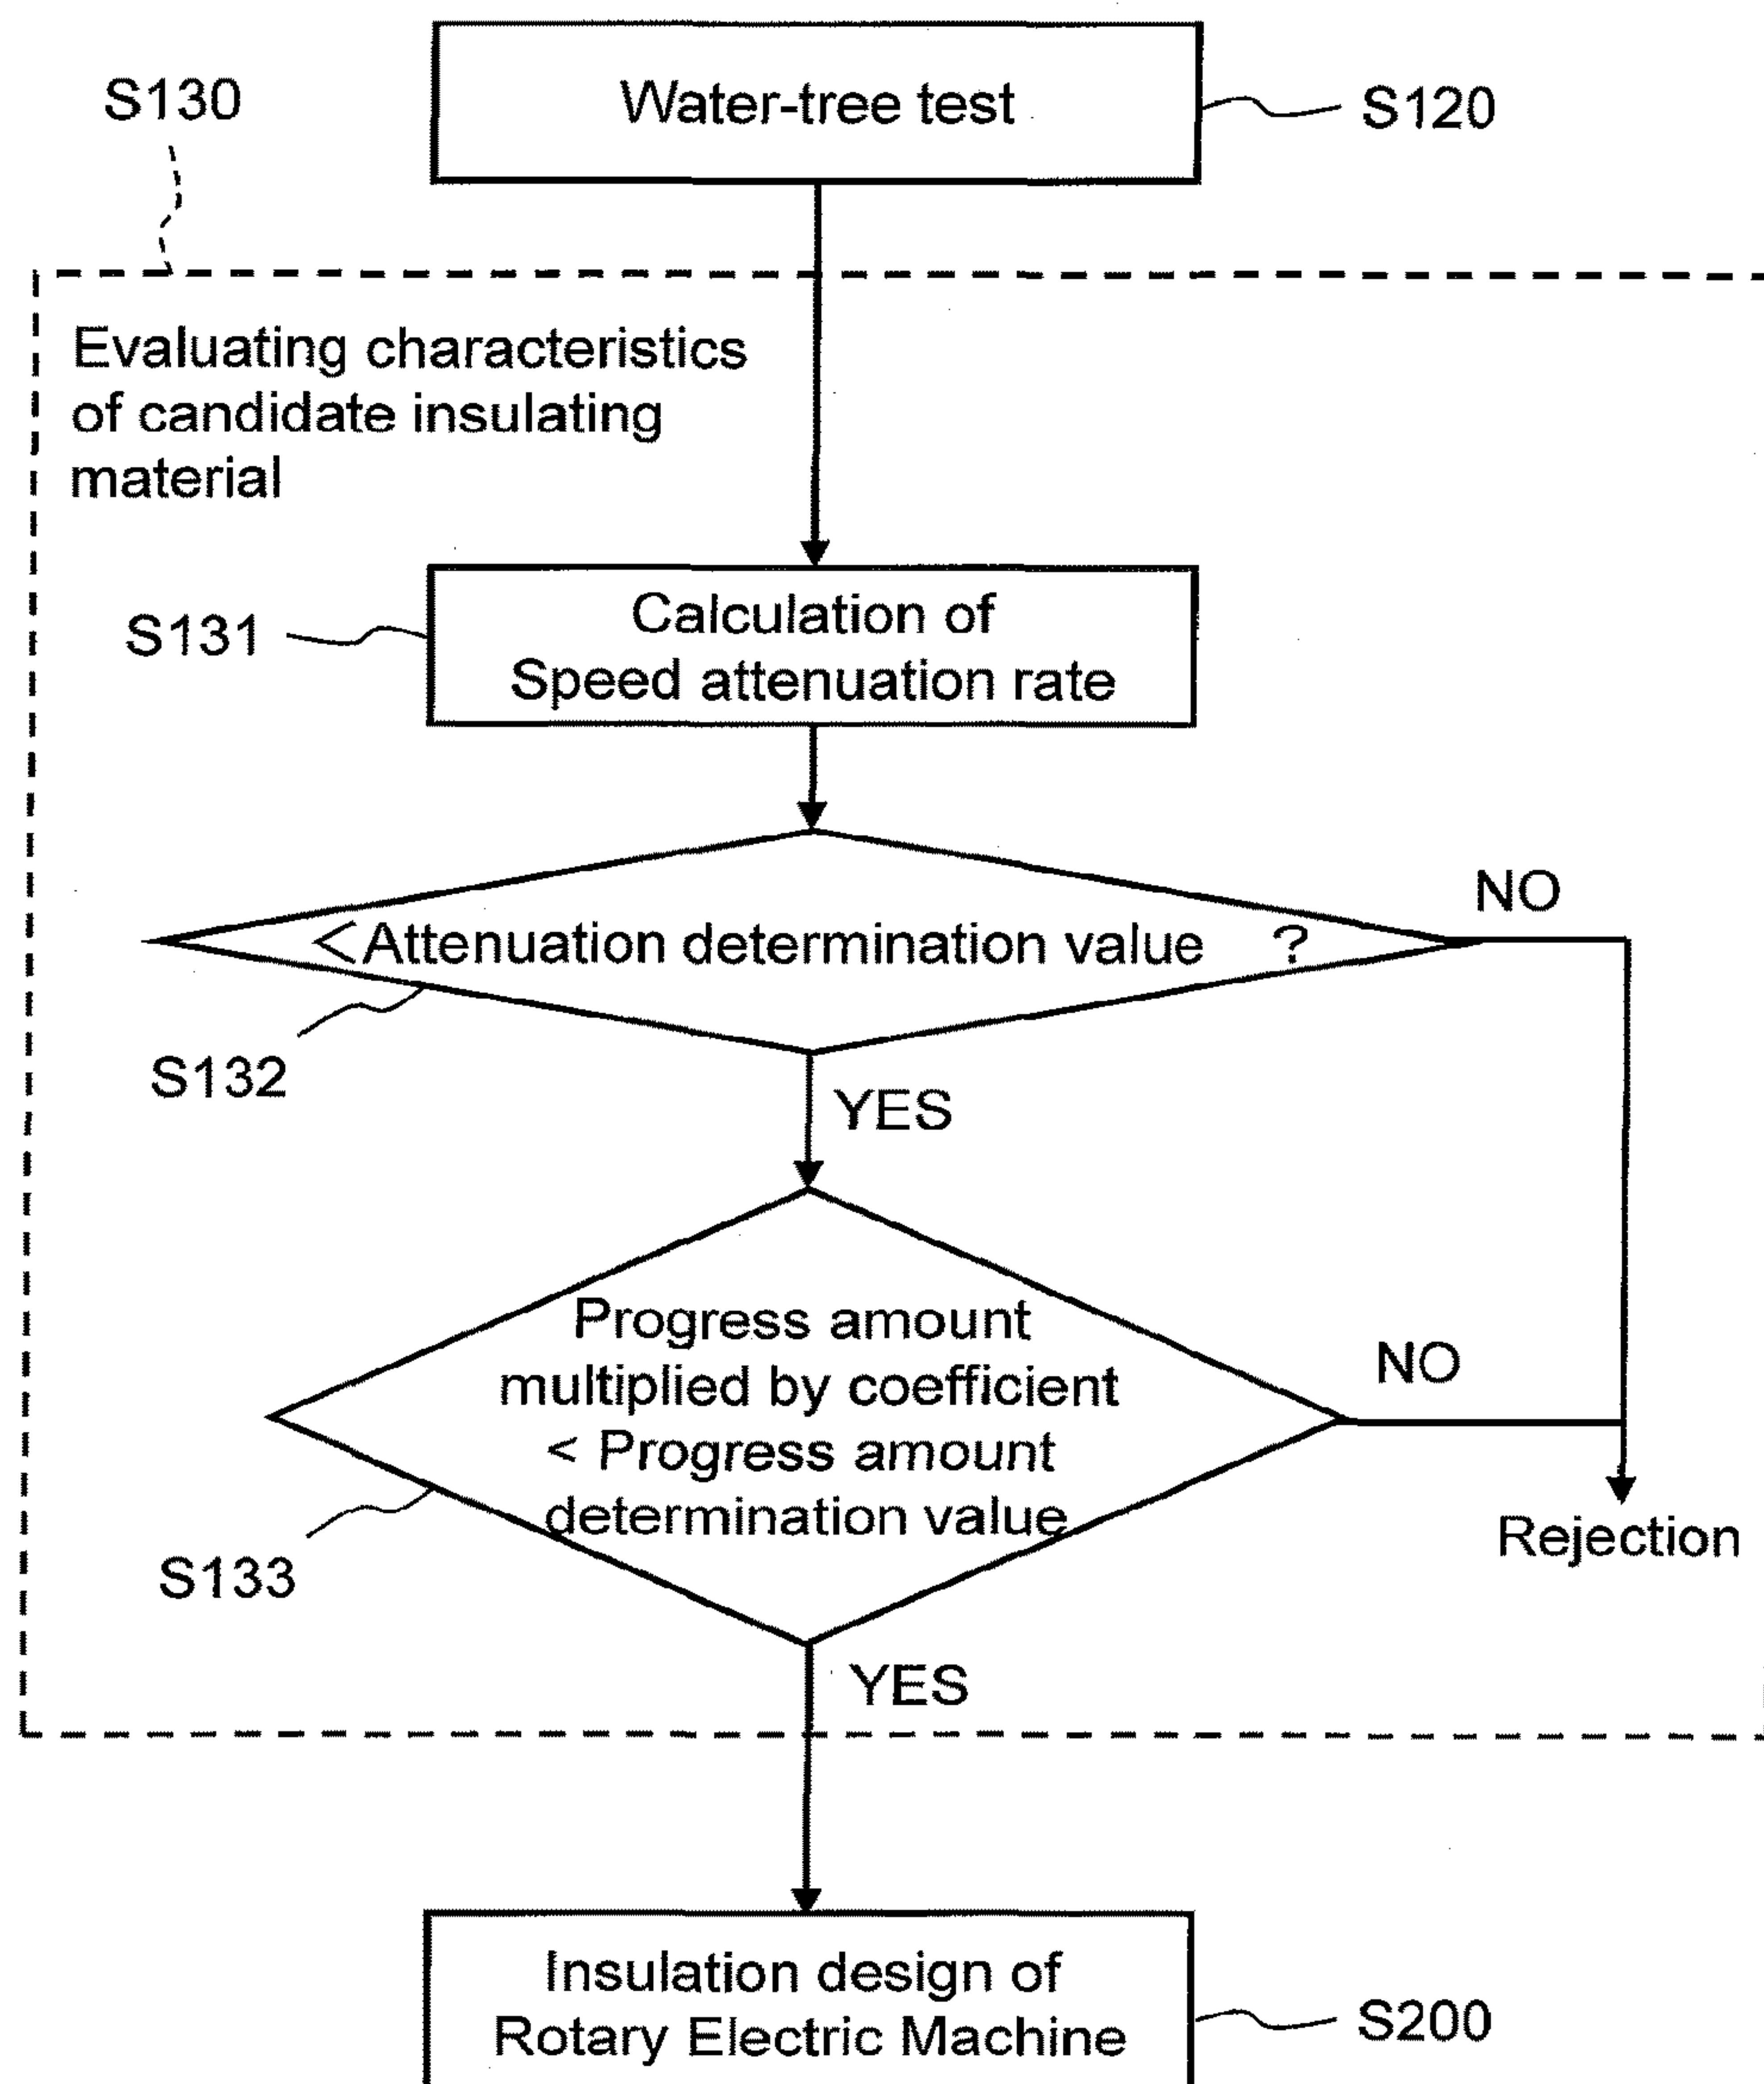 Water-tree test
S120
S130
Evaluating characteristics
of candidate insulating
material
Calculation of
Speed attenuation rate
S131
<Attenuation determination value ?
NO
S132
YES
Progress amount
multiplied by coefficient
< Progress amount
determination value
NO
S133
Rejection
YES
Insulation design of
Rotary Electric Machine
S200